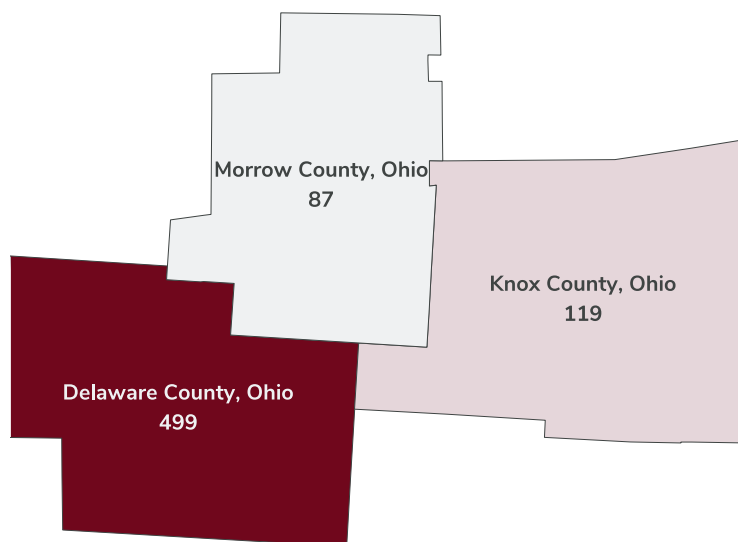 Morrow County, Ohio
87
Knox County, Ohio
119
Delaware County, Ohio
499